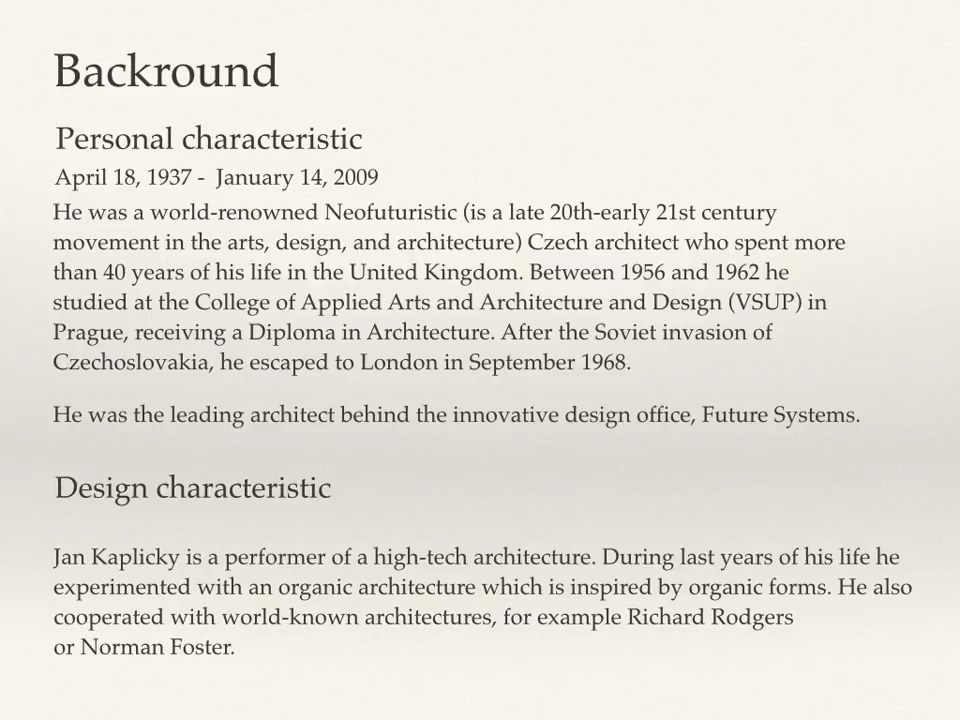 Backround
Personal characteristic
April 18, 1937 -  January 14, 2009
He was a world-renowned Neofuturistic (is a late 20th-early 21st century
movement in the arts, design, and architecture) Czech architect who spent more
than 40 years of his life in the United Kingdom. Between 1956 and 1962 he
studied at the College of Applied Arts and Architecture and Design (VSUP) in
Prague, receiving a Diploma in Architecture. After the Soviet invasion of
Czechoslovakia, he escaped to London in September 1968.
He was the leading architect behind the innovative design office, Future Systems.
Design characteristic
Jan Kaplicky is a performer of a high-tech architecture. During last years of his life he
experimented with an organic architecture which is inspired by organic forms. He also
cooperated with world-known architectures, for example Richard Rodgers
or Norman Foster.